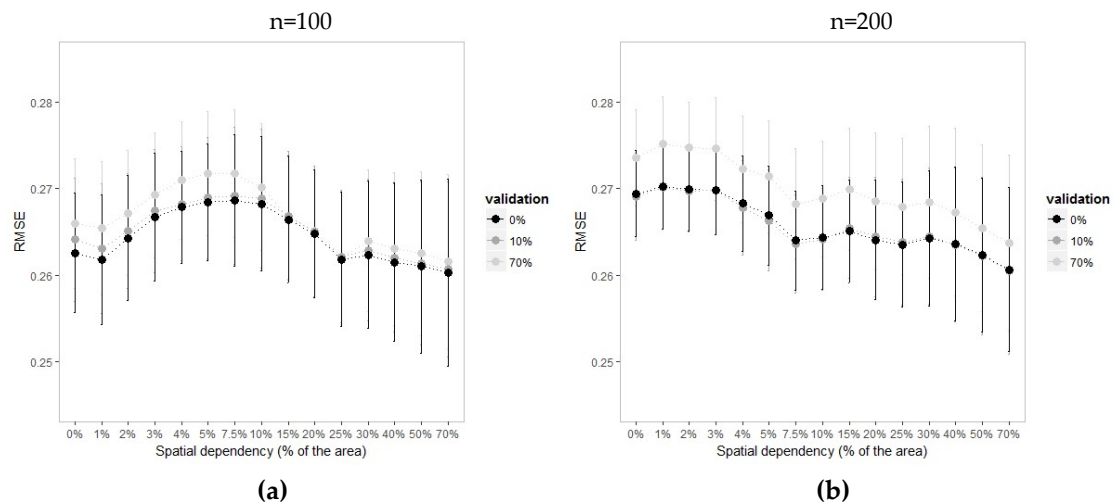 n=100
n=200
0.28
0.27
0.26
0.25
RMSE
0% 1% 2% 3% 4% 5% 7.5% 10% 15% 20% 25% 30% 40% 50% 70%
Spatial dependency (% of the area)
validation
0%
10%
70%
(a)
0.28
0.27
0.26
0.25
RMSE
0% 1% 2% 3% 4% 5% 7.5% 10% 15% 20% 25% 30% 40% 50% 70%
Spatial dependency (% of the area)
validation
0%
10%
70%
(b)